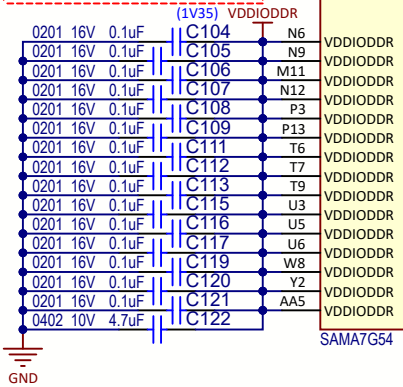 (1V35) VDDIODDR
0201 16V 0.1uF C104 N6 VDDIODDR
0201 16V 0.1uF C105 N9 VDDIODDR
0201 16V 0.1uF C106 M11 VDDIODDR
0201 16V 0.1uF C107 N12 VDDIODDR
0201 16V 0.1uF C108 P3 VDDIODDR
0201 16V 0.1uF C109 P13 VDDIODDR
0201 16V 0.1uF C111 T6 VDDIODDR
0201 16V 0.1uF C112 T7 VDDIODDR
0201 16V 0.1uF C113 T9 VDDIODDR
0201 16V 0.1uF C115 U3 VDDIODDR
0201 16V 0.1uF C116 U5 VDDIODDR
0201 16V 0.1uF C117 U6 VDDIODDR
0201 16V 0.1uF C119 W8 VDDIODDR
0201 16V 0.1uF C120 Y2 VDDIODDR
0201 16V 0.1uF C121 AA5 VDDIODDR
0402 10V 4.7uF C122
SAMA7G54
GND